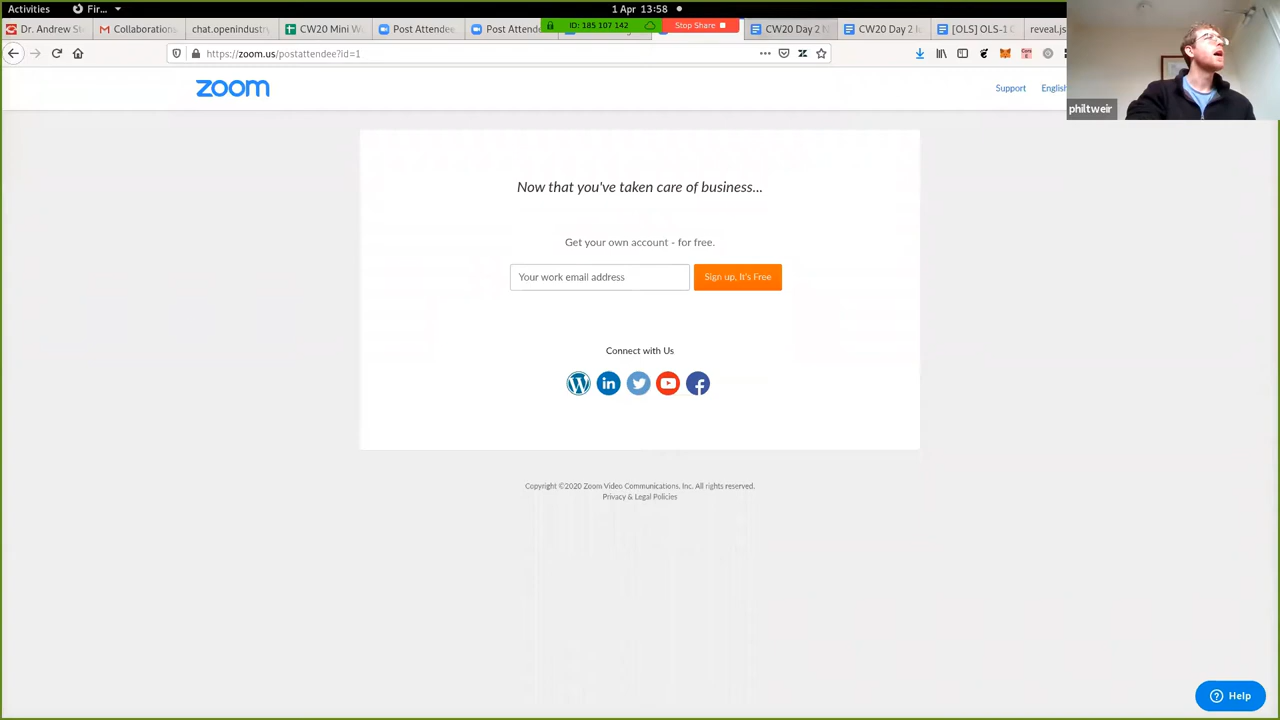 Activities
Fir...
1 Apr 13:58
Dr. Andrew St
Collaboration
chat.openindustry
CW20 Mini W
Post Attendee
Post Attende
ID: 185 107 142
Stop Share
CW20 Day 2 N
CW20 Day 2 I
[OLS] OLS-1 C
reveal.js
https://zoom.us/postattendee?id=1
zoom
Support
English
philtweir
Now that you've taken care of business...
Get your own account - for free.
Your work email address
Sign up, It's Free
Connect with Us
Copyright ©2020 Zoom Video Communications, Inc. All rights reserved.
Privacy & Legal Policies
Help